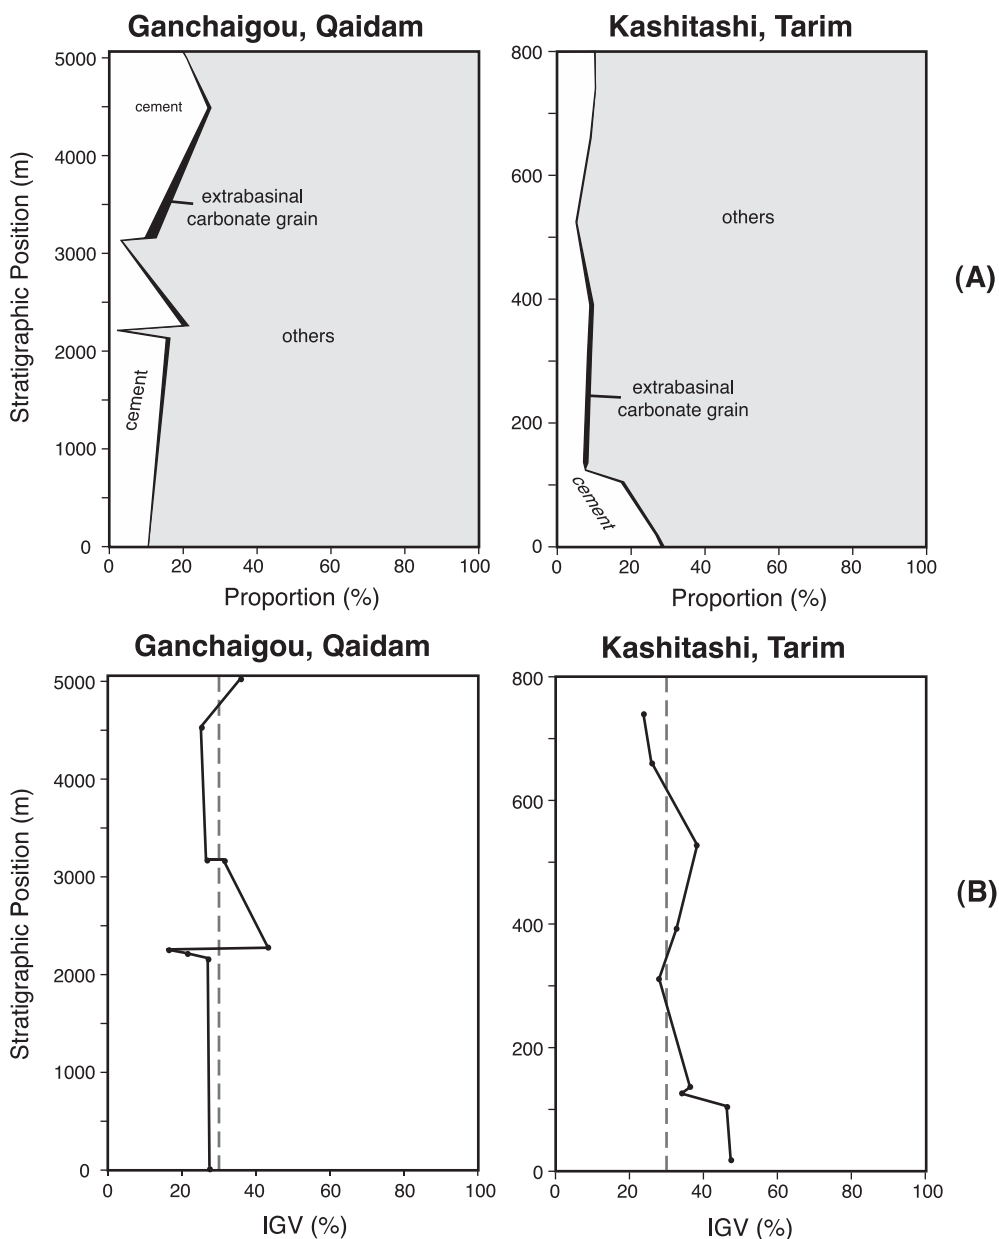 Ganchaigou, Qaidam
Kashitashi, Tarim
5000
4000
3000
2000
1000
0
Stratigraphic Position (m)
cement
extrabasinal
carbonate grain
others
cement
0 20 40 60 80 100
Proportion (%)
800
600
400
200
0
others
extrabasinal
carbonate grain
cement
0 20 40 60 80 100
Proportion (%)
(A)
Ganchaigou, Qaidam
Kashitashi, Tarim
5000
4000
3000
2000
1000
0
Stratigraphic Position (m)
0 20 40 60 80 100
IGV (%)
800
600
400
200
0
0 20 40 60 80 100
IGV (%)
(B)